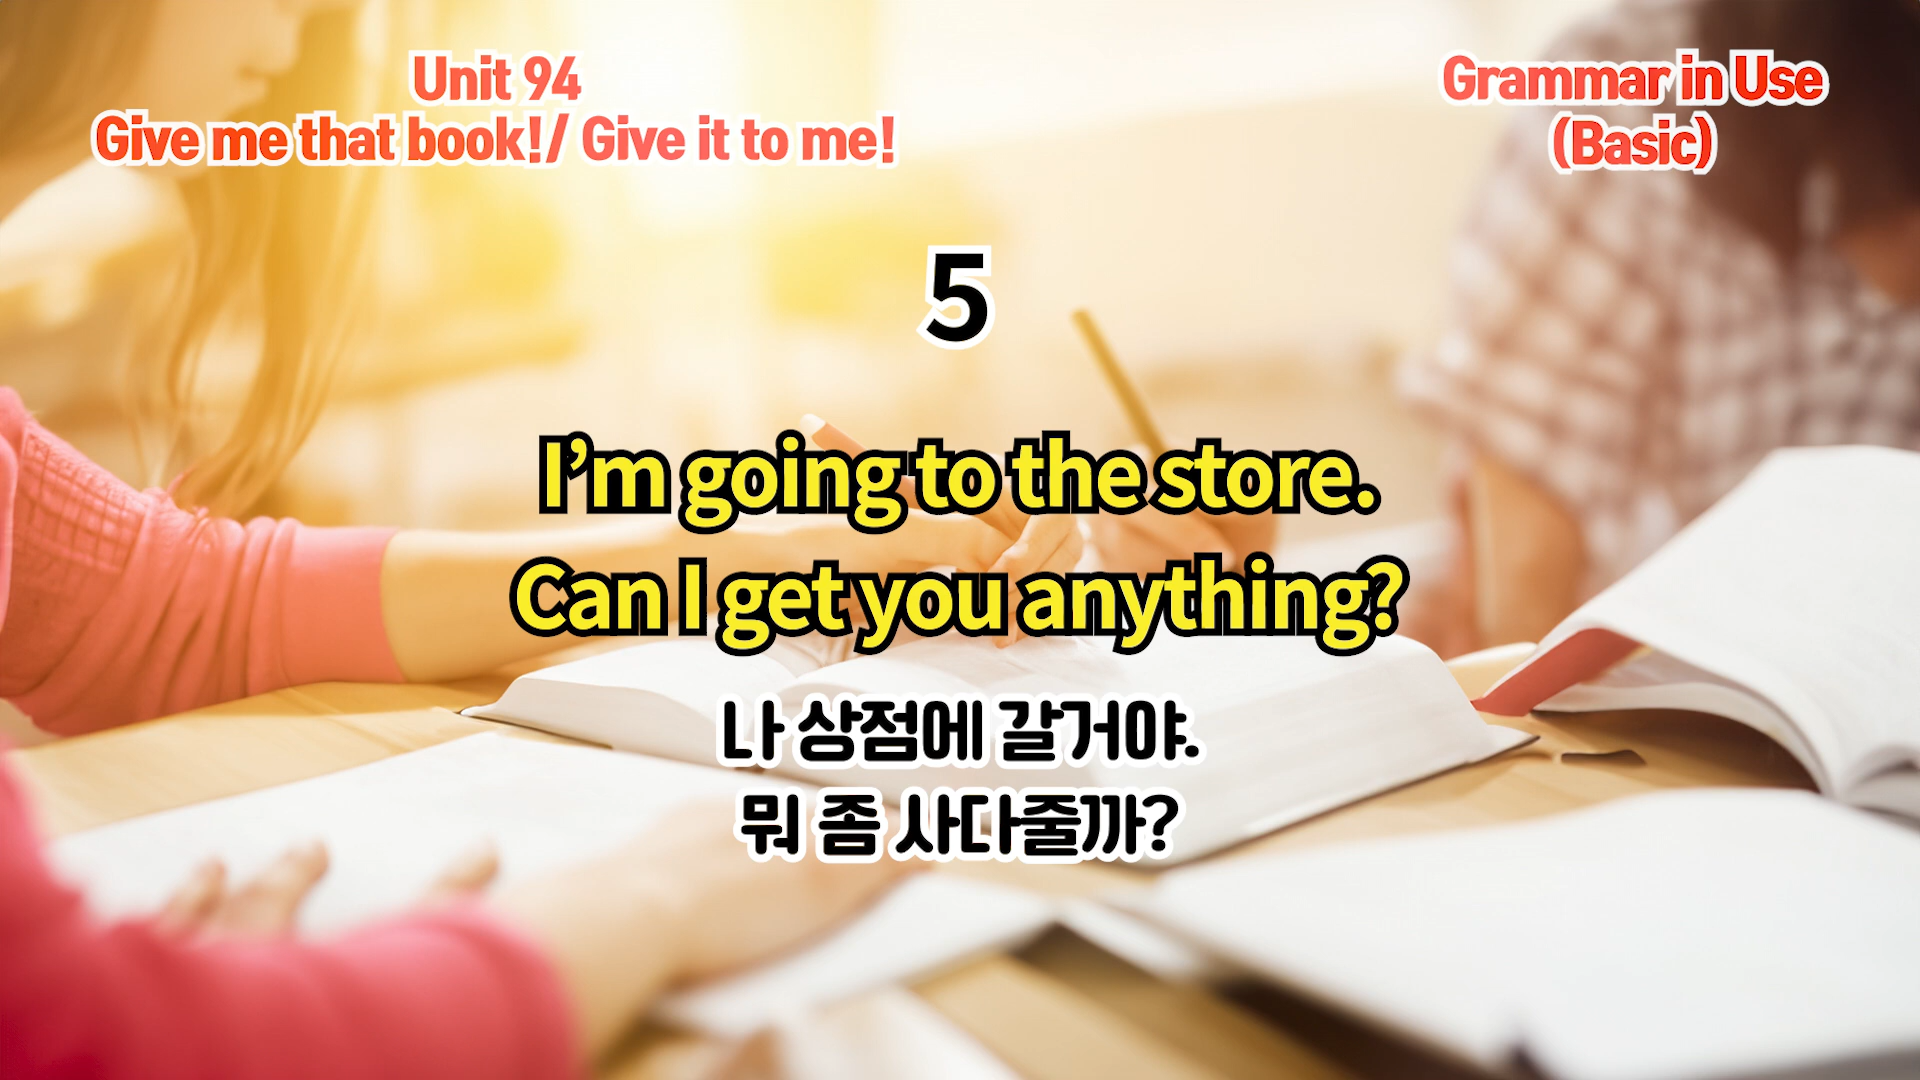 Unit 94
Give me that book!/ Give it to me!
Grammar in Use
(Basic)
5
I’m going to the store.
Can I get you anything?
나 상점에 갈거야.
뭐 좀 사다줄까?